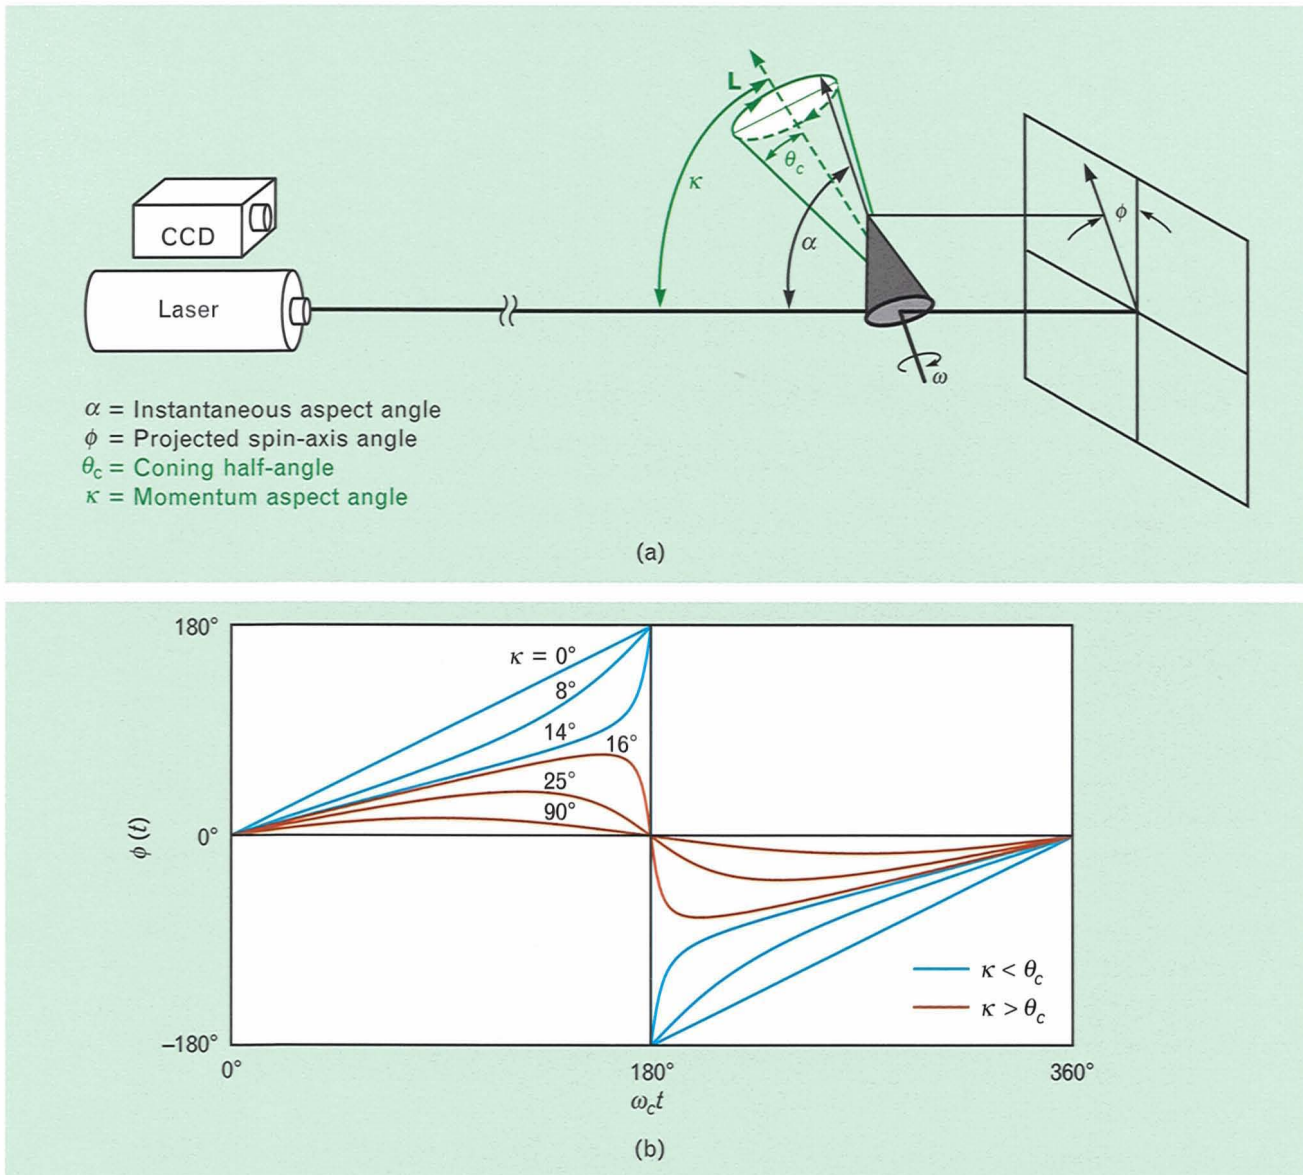 L
κ
θc
α
ϕ
CCD
Laser
ω
α = Instantaneous aspect angle
ϕ = Projected spin-axis angle
θc = Coning half-angle
κ = Momentum aspect angle
(a)
180°
κ = 0°
8°
14°
16°
25°
90°
0°
ϕ (t)
κ < θc
κ > θc
–180°
0°
180°
360°
ωct
(b)